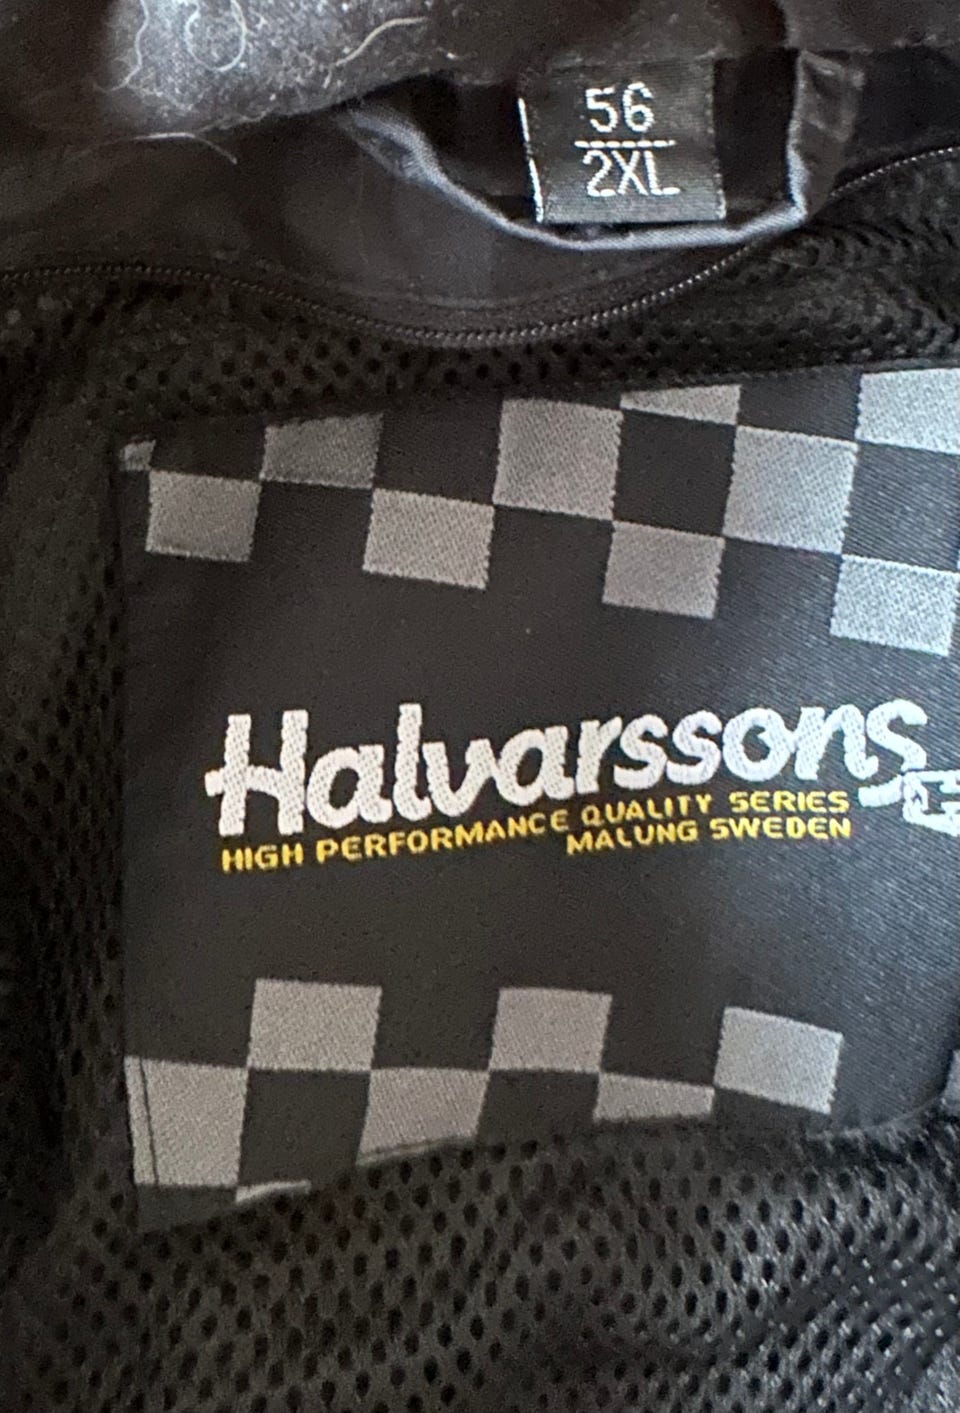 56
2XL
Halvarssons
HIGH PERFORMANCE QUALITY SERIES
MALUNG SWEDEN